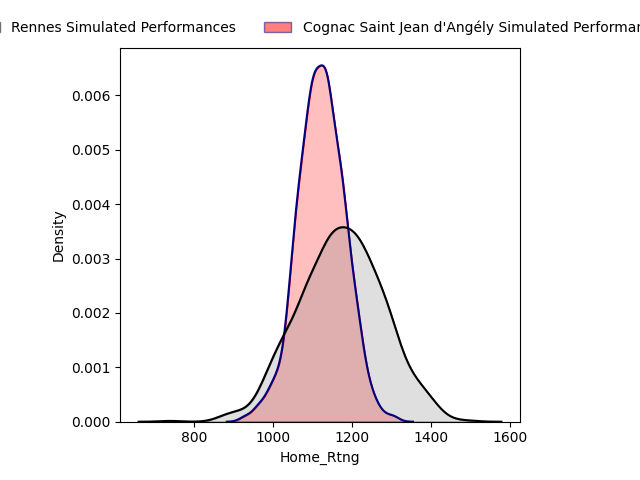 Rennes Simulated Performances
Cognac Saint Jean d'Angély Simulated
0.006
0.005
0.004
0.003
0.002
0.001
0.000
Density
800 1000 1200 1400 1600
Home_Rtng